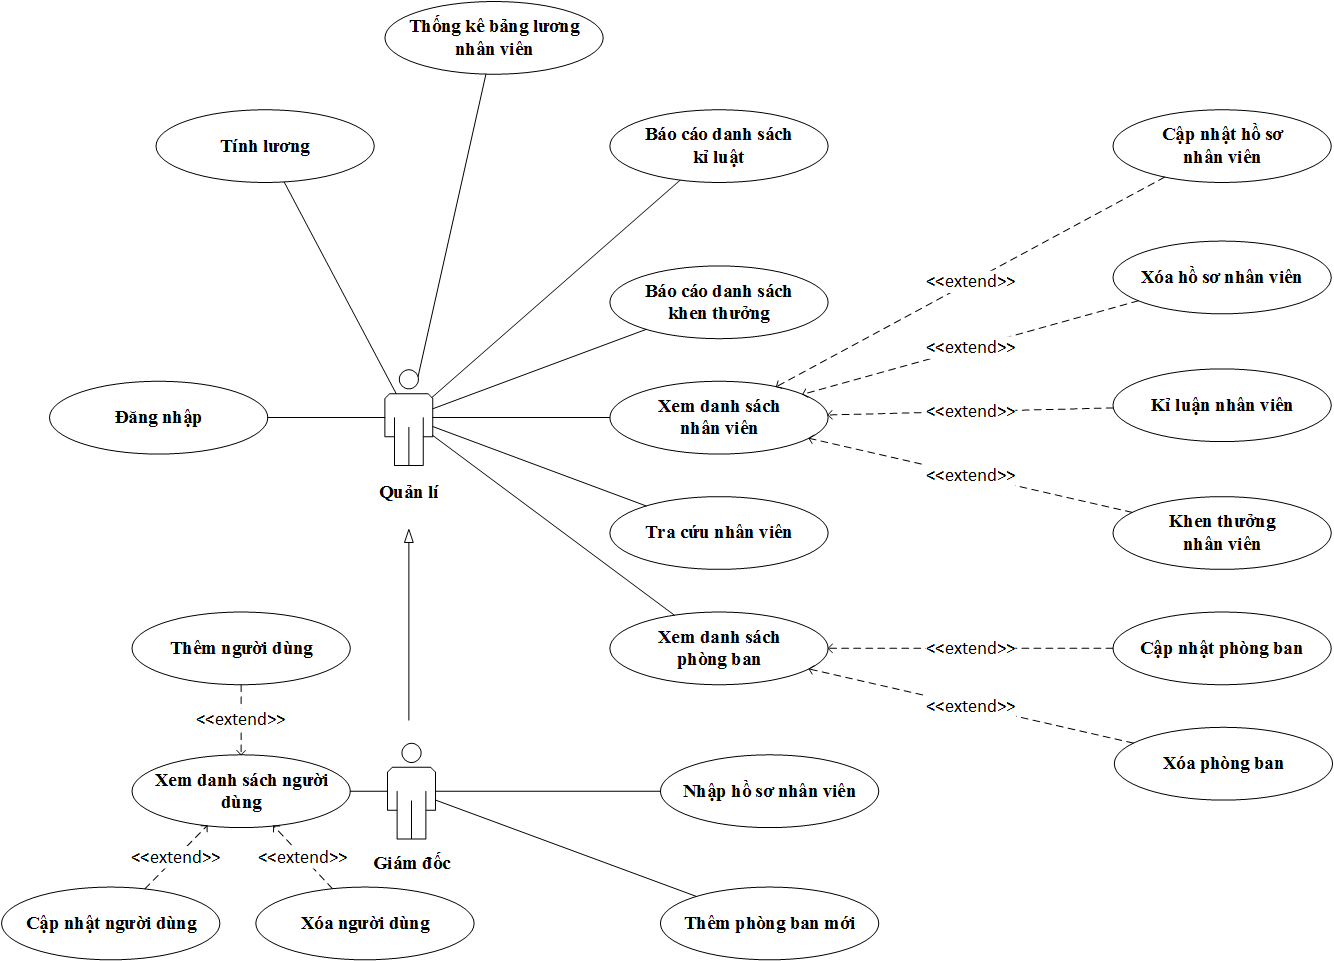 Thống kê bảng lương
nhân viên
Tính lương
Báo cáo danh sách
kỉ luật
Cập nhật hồ sơ
nhân viên
<<extend>>
Xóa hồ sơ nhân viên
Báo cáo danh sách
khen thưởng
<<extend>>
Đăng nhập
Xem danh sách
nhân viên
<<extend>>
Kỉ luận nhân viên
Quản lí
<<extend>>
Tra cứu nhân viên
Khen thưởng
nhân viên
Thêm người dùng
Xem danh sách
phòng ban
<<extend>>
Cập nhật phòng ban
<<extend>>
<<extend>>
Xóa phòng ban
Xem danh sách người
dùng
Nhập hồ sơ nhân viên
<<extend>>
<<extend>>
Giám đốc
Cập nhật người dùng
Xóa người dùng
Thêm phòng ban mới